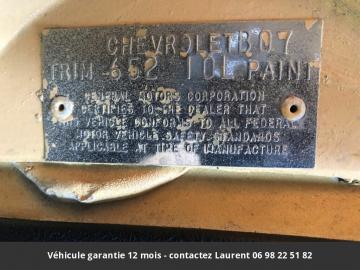 CHEVROLET B07
TRIM -652 10L PAINT
GENERAL MOTORS CORPORATION
CERTIFIES TO THE DEALER THAT
VEHICLE CONFORMS TO ALL FEDERAL
MOTOR VEHICLE SAFETY STANDARDS
APPLICABLE AT TIME OF MANUFACTURE
Véhicule garantie 12 mois - contactez Laurent 06 98 22 51 82